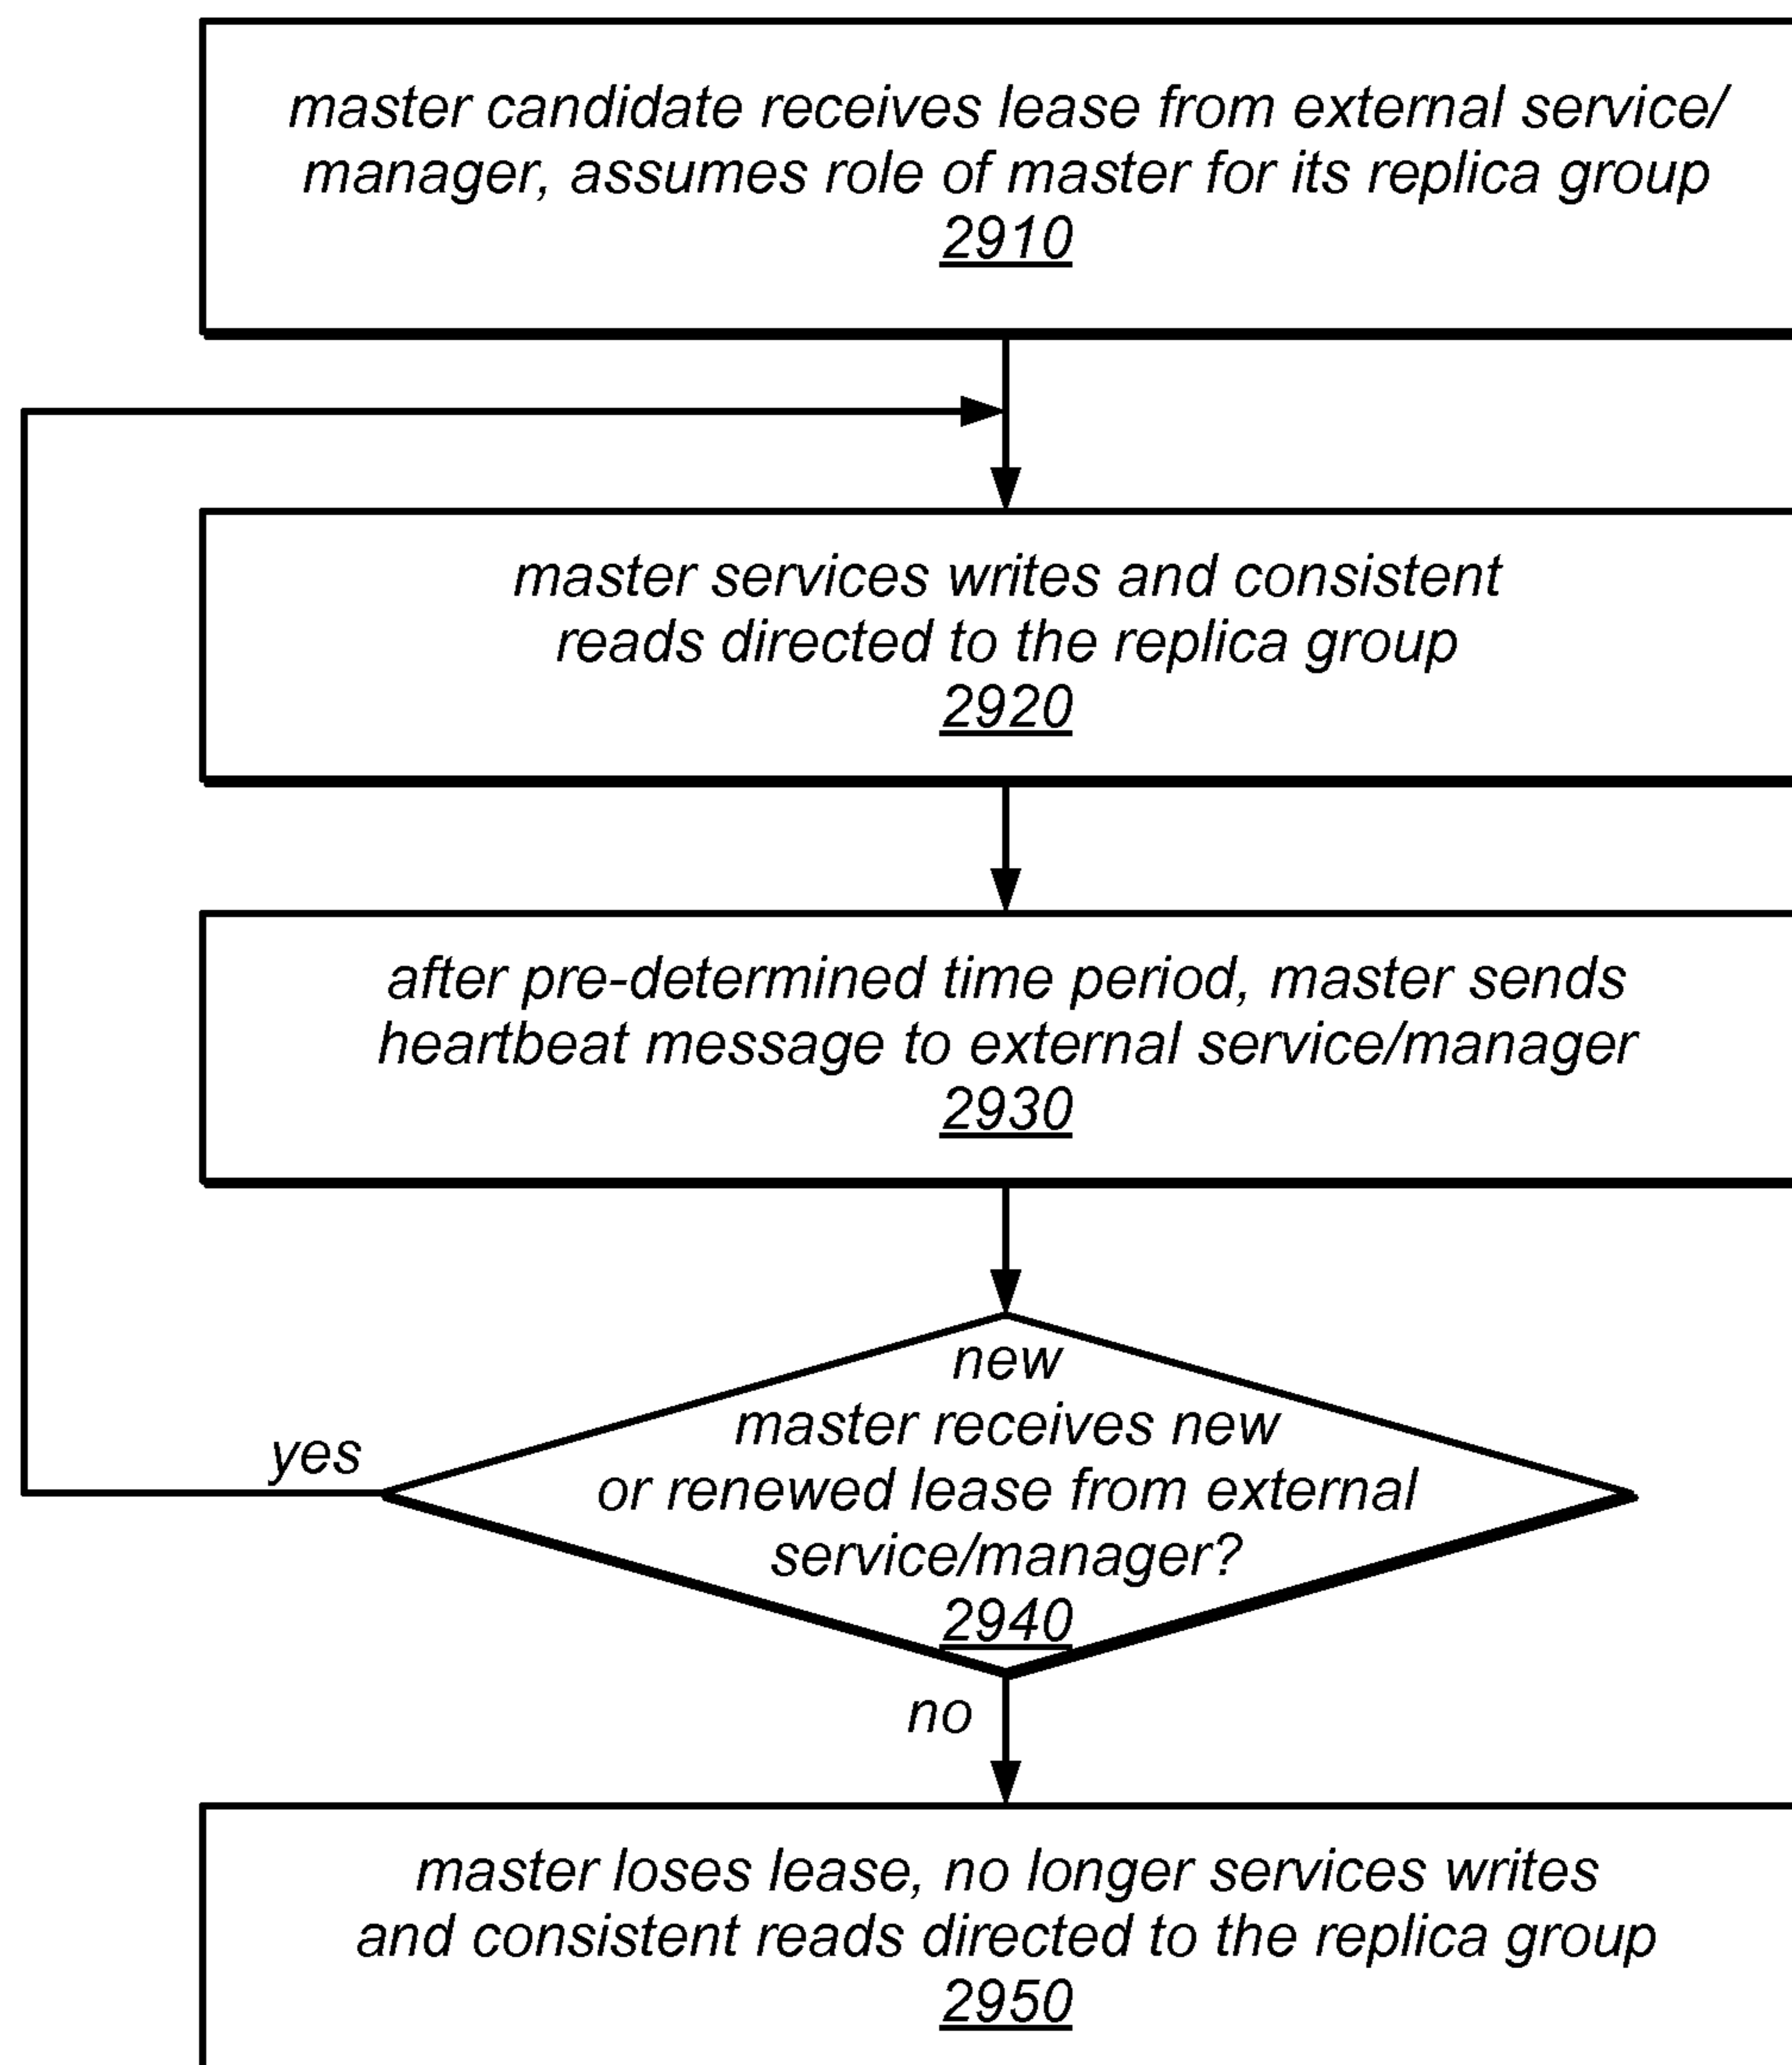 master candidate receives lease from external service/
manager, assumes role of master for its replica group
2910
master services writes and consistent
reads directed to the replica group
2920
after pre-determined time period, master sends
heartbeat message to external service/manager
2930
new
master receives new
or renewed lease from external
service/manager?
2940
yes
no
master loses lease, no longer services writes
and consistent reads directed to the replica group
2950